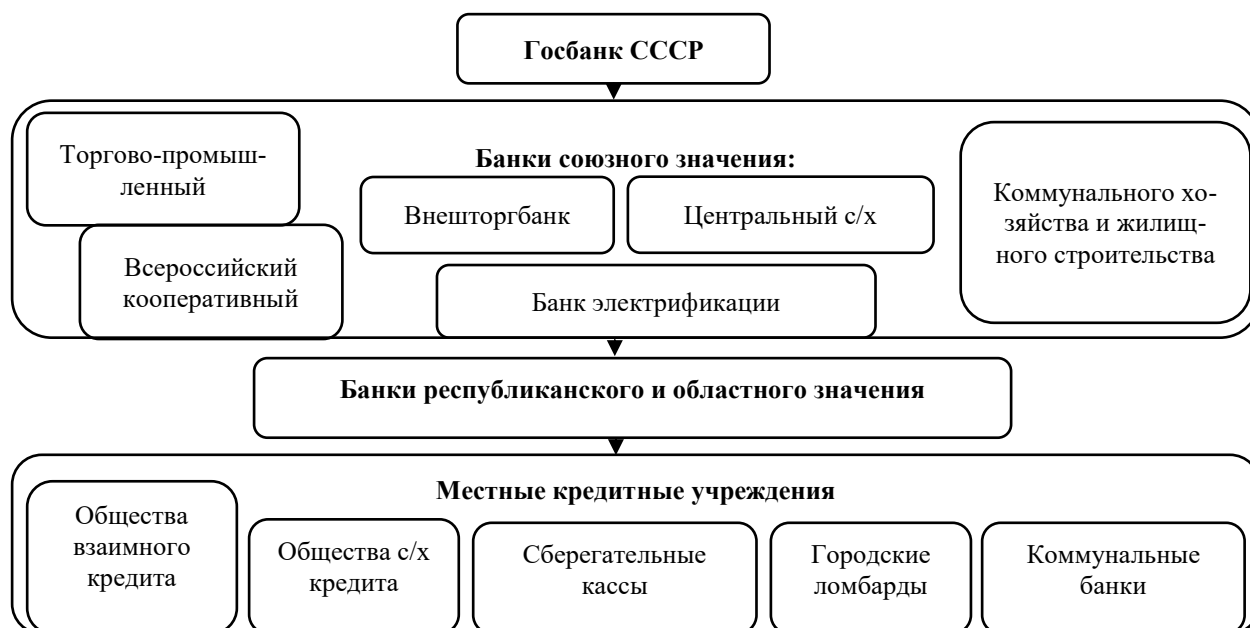 Госбанк СССР
Торгово-промыш-
ленный
Банки союзного значения:
Внешторгбанк
Центральный с/х
Коммунального хо-
зяйства и жилищ-
ного строительства
Всероссийский
кооперативный
Банк электрификации
Банки республиканского и областного значения
Местные кредитные учреждения
Общества
взаимного
кредита
Общества с/х
кредита
Сберегательные
кассы
Городские
ломбарды
Коммунальные
банки